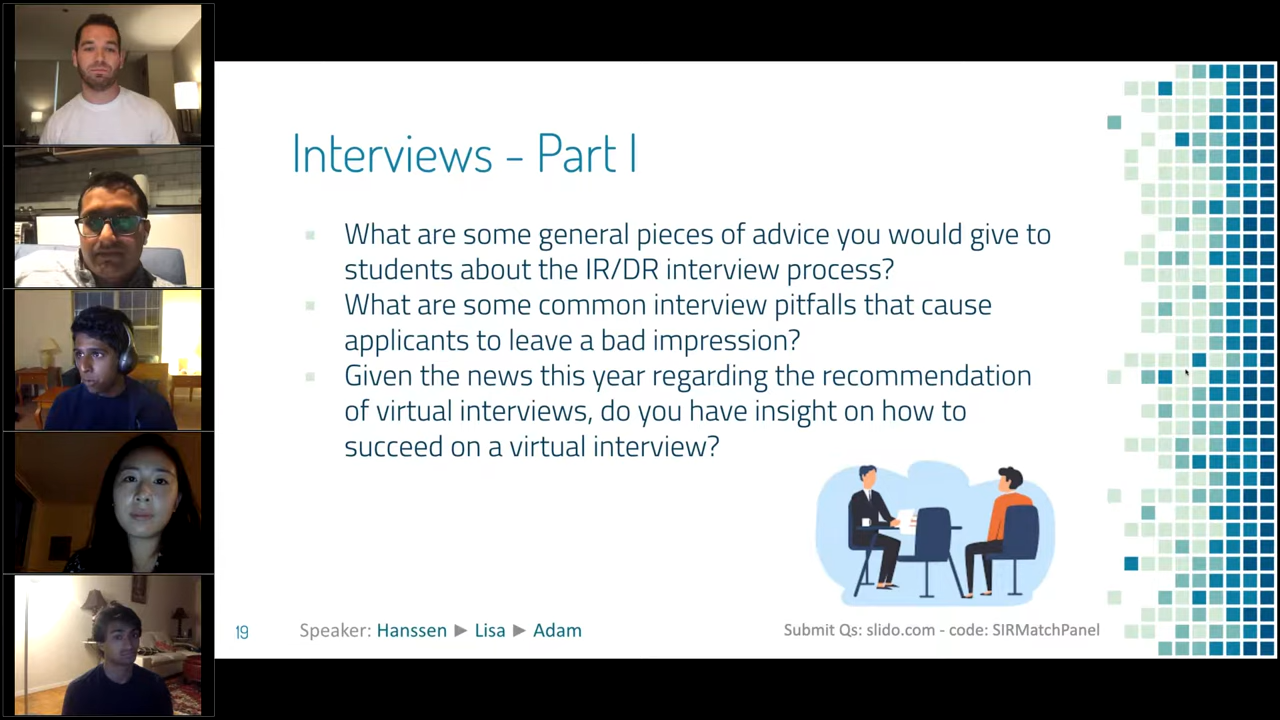 Interviews - Part I
What are some general pieces of advice you would give to
students about the IR/DR interview process?
What are some common interview pitfalls that cause
applicants to leave a bad impression?
Given the news this year regarding the recommendation
of virtual interviews, do you have insight on how to
succeed on a virtual interview?
19
Speaker: Hanssen ► Lisa ► Adam
Submit Qs: slido.com - code: SIRMatchPanel